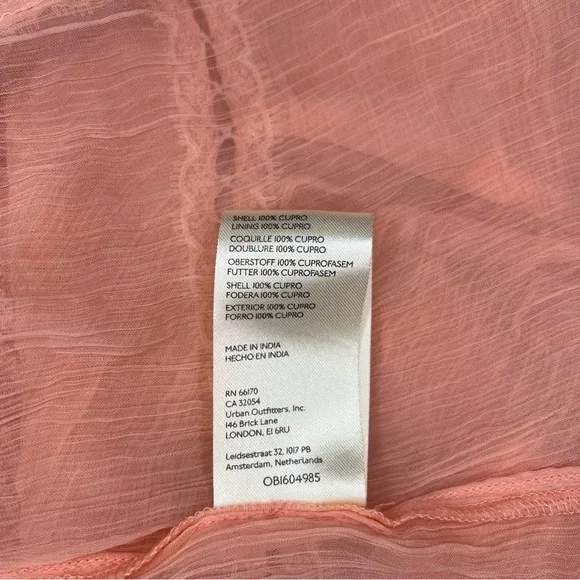 SHELL 100% CUPRO
LINING 100% CUPRO
COQUILLE 100% CUPRO
DOUBLURE 100% CUPRO
OBERSTOFF 100% CUPROFASEM
FUTTER 100% CUPROFASEM
SHELL 100% CUPRO
FODERA 100% CUPRO
EXTERIOR 100% CUPRO
FORRO 100% CUPRO
MADE IN INDIA
HECHO EN INDIA
RN 66170
CA 32054
Urban Outfitters, Inc.
146 Brick Lane
LONDON, E1 6RU
Leidsestraat 32, 1017 PB
Amsterdam, Netherlands
OB1604985